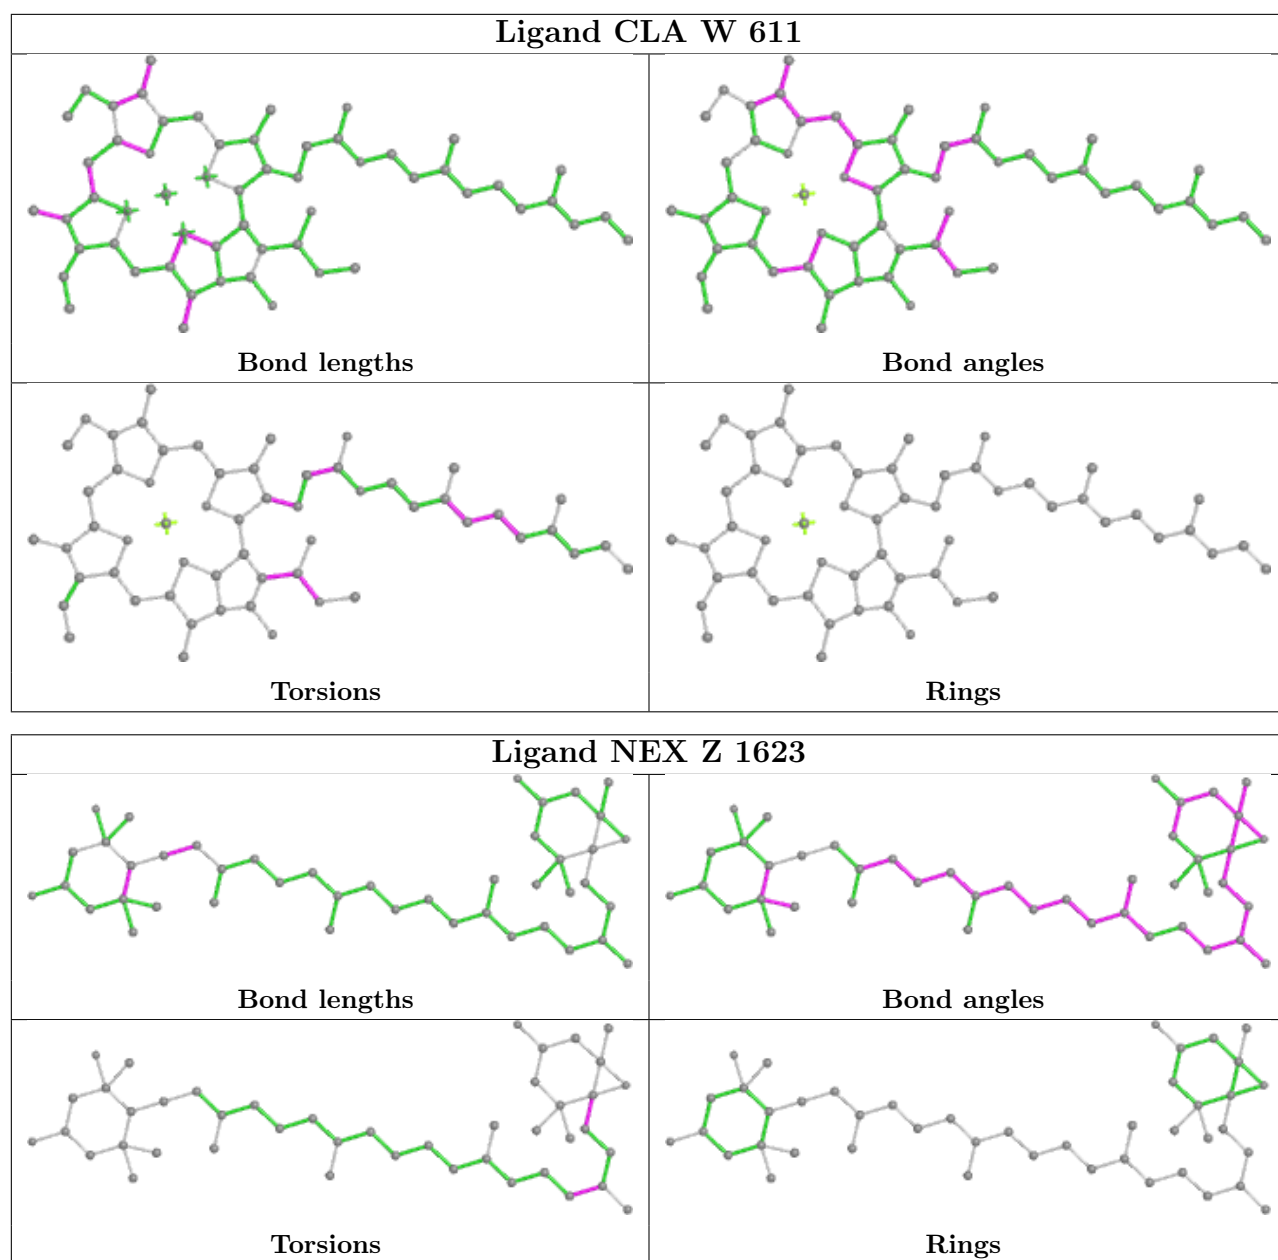 Ligand CLA W 611
Bond lengths
Bond angles
Torsions
Rings
Ligand NEX Z 1623
Bond lengths
Bond angles
Torsions
Rings